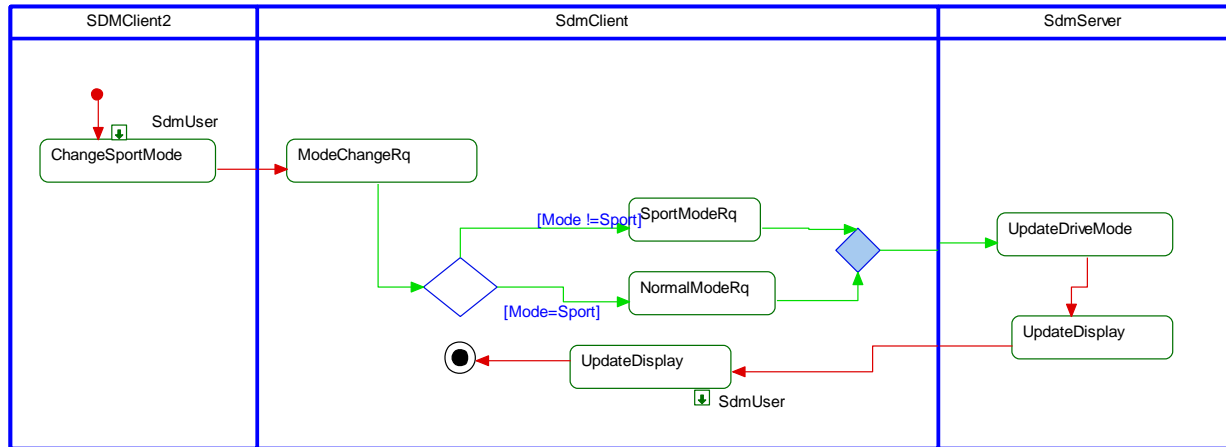 SDMClient2
SdmClient
SdmServer
SdmUser
ChangeSportMode
ModeChangeRq
[Mode !=Sport]
SportModeRq
UpdateDriveMode
NormalModeRq
[Mode=Sport]
UpdateDisplay
UpdateDisplay
SdmUser